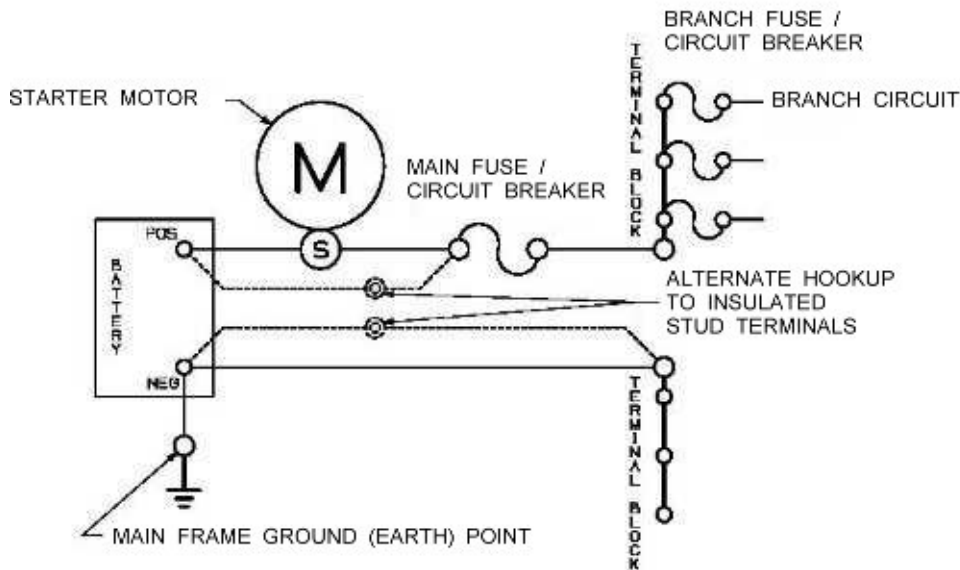 BRANCH FUSE /
CIRCUIT BREAKER
STARTER MOTOR
BRANCH CIRCUIT
TERMINAL BLOCK
M
MAIN FUSE /
CIRCUIT BREAKER
POS
S
BATTERY
ALTERNATE HOOKUP
TO INSULATED
STUD TERMINALS
NEG
TERMINAL BLOCK
MAIN FRAME GROUND (EARTH) POINT